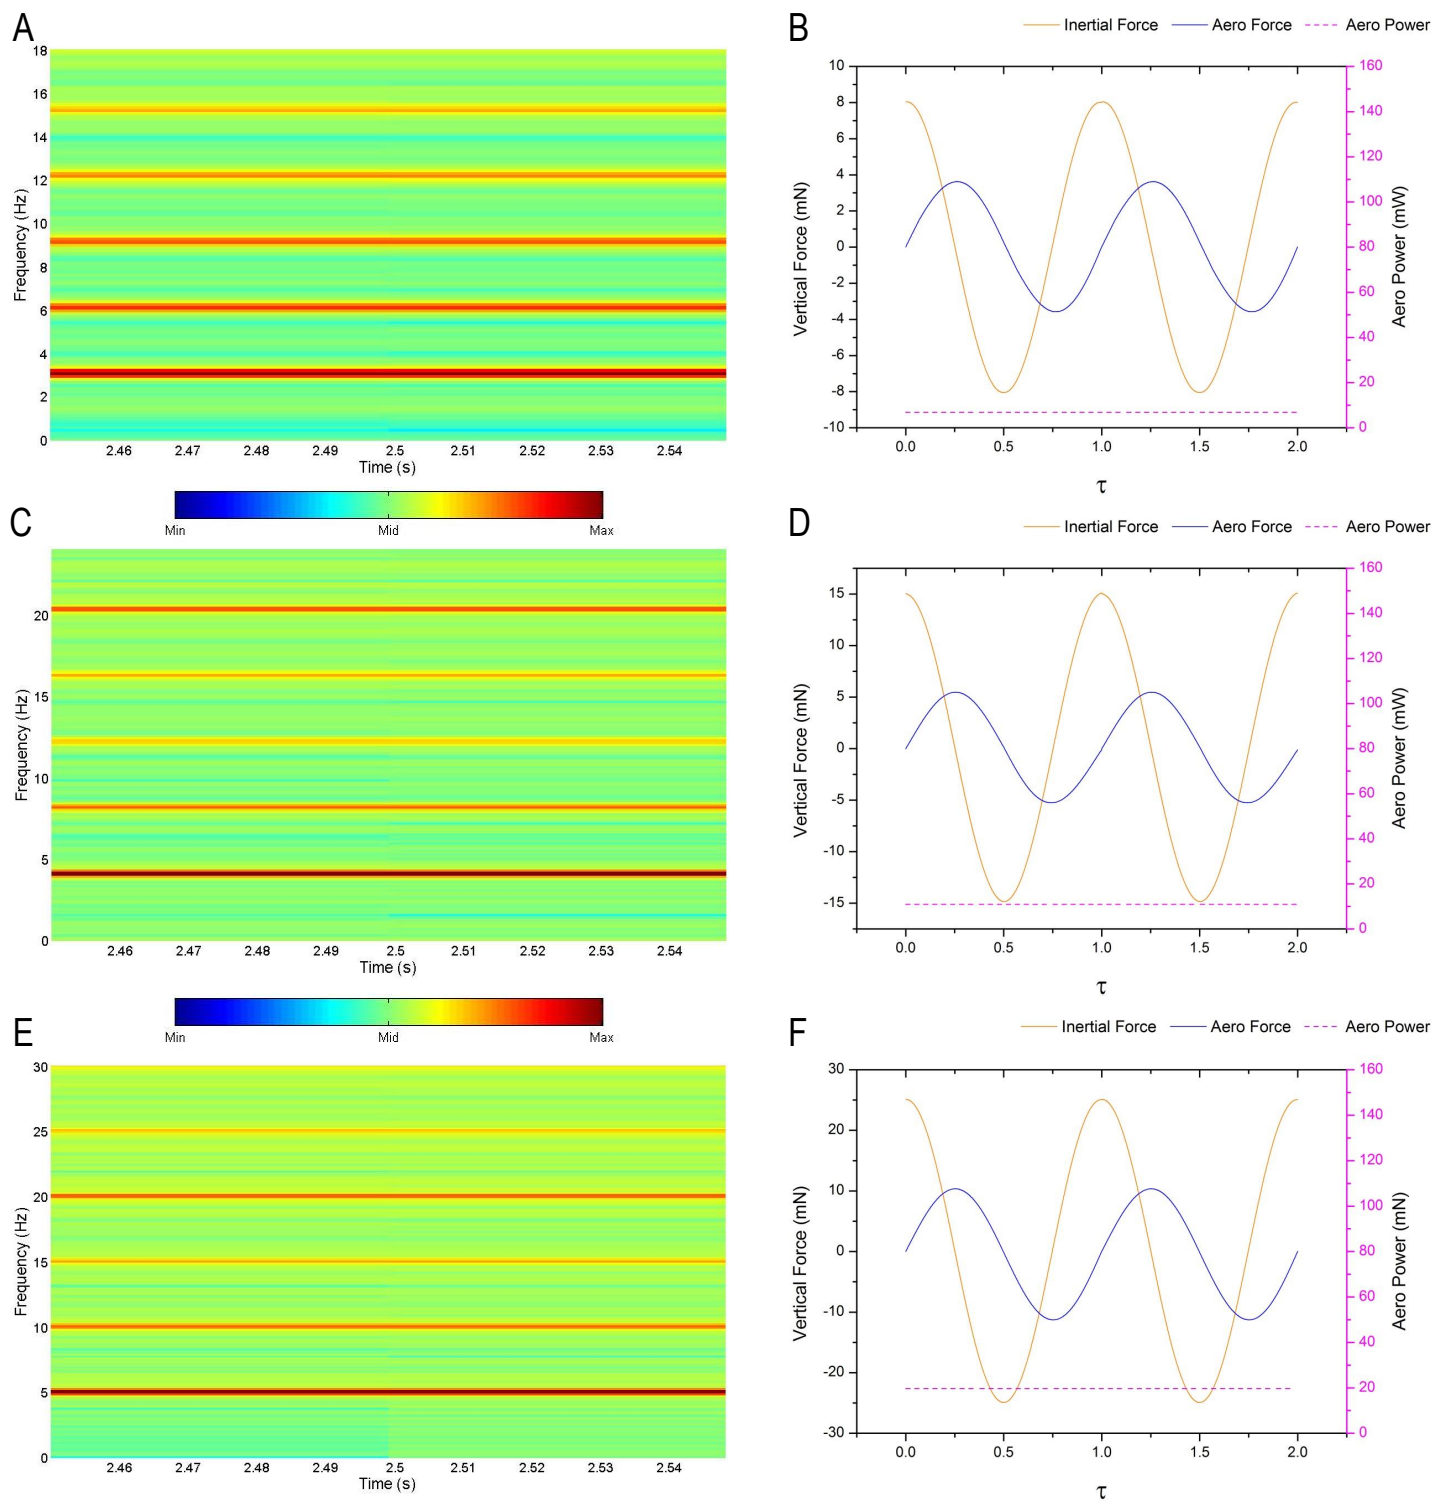 A
18
16
14
12
10
8
6
4
2
0
Frequency (Hz)
2.46 2.47 2.48 2.49 2.5 2.51 2.52 2.53 2.54
Time (s)
Min Mid Max
B
Inertial Force Aero Force Aero Power
10
8
6
4
2
0
-2
-4
-6
-8
-10
Vertical Force (mN)
160
140
120
100
80
60
40
20
0
Aero Power (mW)
0.0 0.5 1.0 1.5 2.0
τ
C
20
15
10
5
0
Frequency (Hz)
2.46 2.47 2.48 2.49 2.5 2.51 2.52 2.53 2.54
Time (s)
Min Mid Max
D
Inertial Force Aero Force Aero Power
15
10
5
0
-5
-10
-15
Vertical Force (mN)
160
140
120
100
80
60
40
20
0
Aero Power (mW)
0.0 0.5 1.0 1.5 2.0
τ
E
30
25
20
15
10
5
0
Frequency (Hz)
2.46 2.47 2.48 2.49 2.5 2.51 2.52 2.53 2.54
Time (s)
F
Inertial Force Aero Force Aero Power
30
20
10
0
-10
-20
-30
Vertical Force (mN)
160
140
120
100
80
60
40
20
0
Aero Power (mN)
0.0 0.5 1.0 1.5 2.0
τ